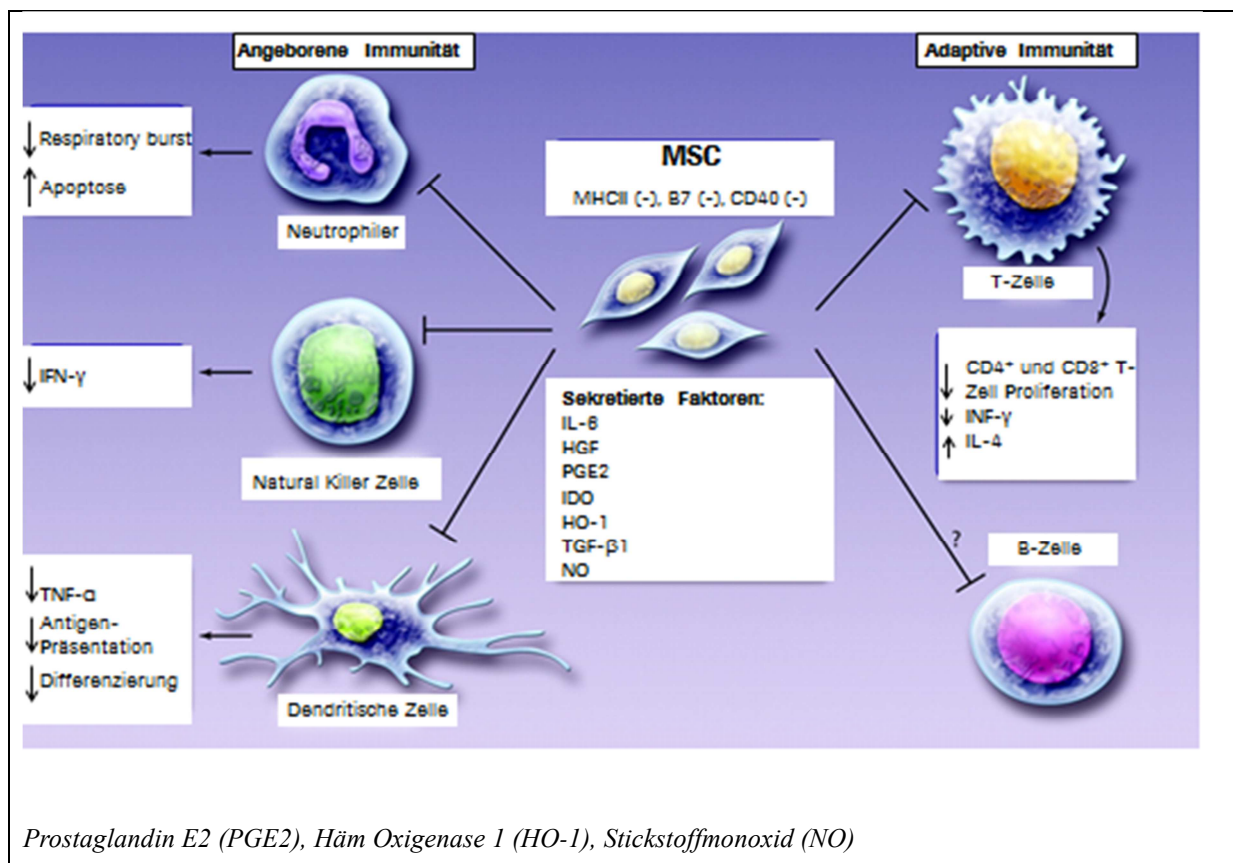 Angeborene Immunität
Adaptive Immunität
Respiratory burst
Apoptose
Neutrophiler
MSC
MHCII (-), B7 (-), CD40 (-)
T-Zelle
IFN-γ
Natural Killer Zelle
Sekretierte Faktoren:
IL-6
HGF
PGE2
IDO
HO-1
TGF-β1
NO
CD4⁺ und CD8⁺ T-
Zell Proliferation
INF-γ
IL-4
?
B-Zelle
TNF-α
Antigen-
Präsentation
Differenzierung
Dendritische Zelle
Prostaglandin E2 (PGE2), Häm Oxigenase 1 (HO-1), Stickstoffmonoxid (NO)